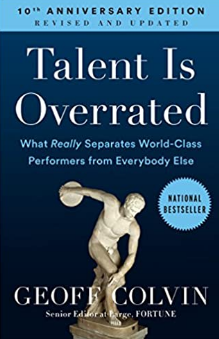 10th ANNIVERSARY EDITION
REVISED AND UPDATED
Talent Is
Overrated
What Really Separates World-Class
Performers from Everybody Else
NATIONAL
BESTSELLER
GEOFF COLVIN
Senior Editor at Large, FORTUNE